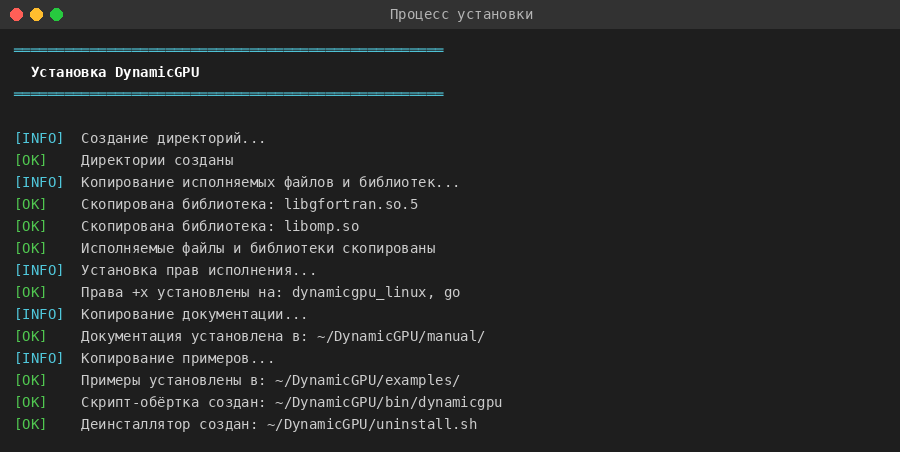 Процесс установки
Установка DynamicGPU
[INFO] Создание директорий...
[OK] Директории созданы
[INFO] Копирование исполняемых файлов и библиотек...
[OK] Скопирована библиотека: libgfortran.so.5
[OK] Скопирована библиотека: libomp.so
[OK] Исполняемые файлы и библиотеки скопированы
[INFO] Установка прав исполнения...
[OK] Права +x установлены на: dynamicgpu_linux, go
[INFO] Копирование документации...
[OK] Документация установлена в: ~/DynamicGPU/manual/
[INFO] Копирование примеров...
[OK] Примеры установлены в: ~/DynamicGPU/examples/
[OK] Скрипт-обёртка создан: ~/DynamicGPU/bin/dynamicgpu
[OK] Деинсталлятор создан: ~/DynamicGPU/uninstall.sh